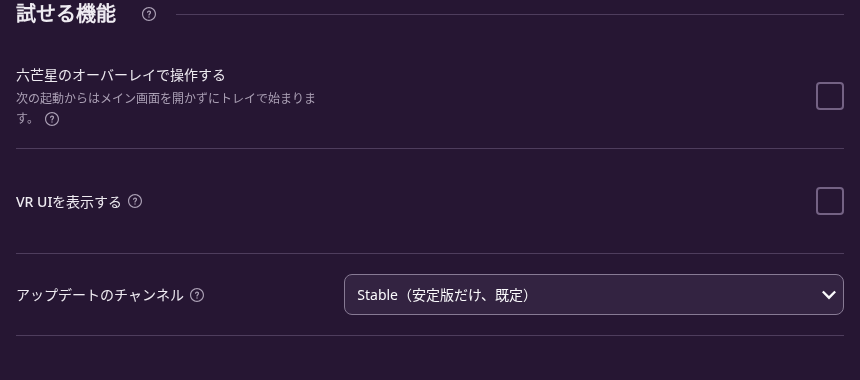 試せる機能
六芒星のオーバーレイで操作する
次の起動からはメイン画面を開かずにトレイで始まりま
す。
VR UIを表示する
アップデートのチャンネル
Stable（安定版だけ、既定）